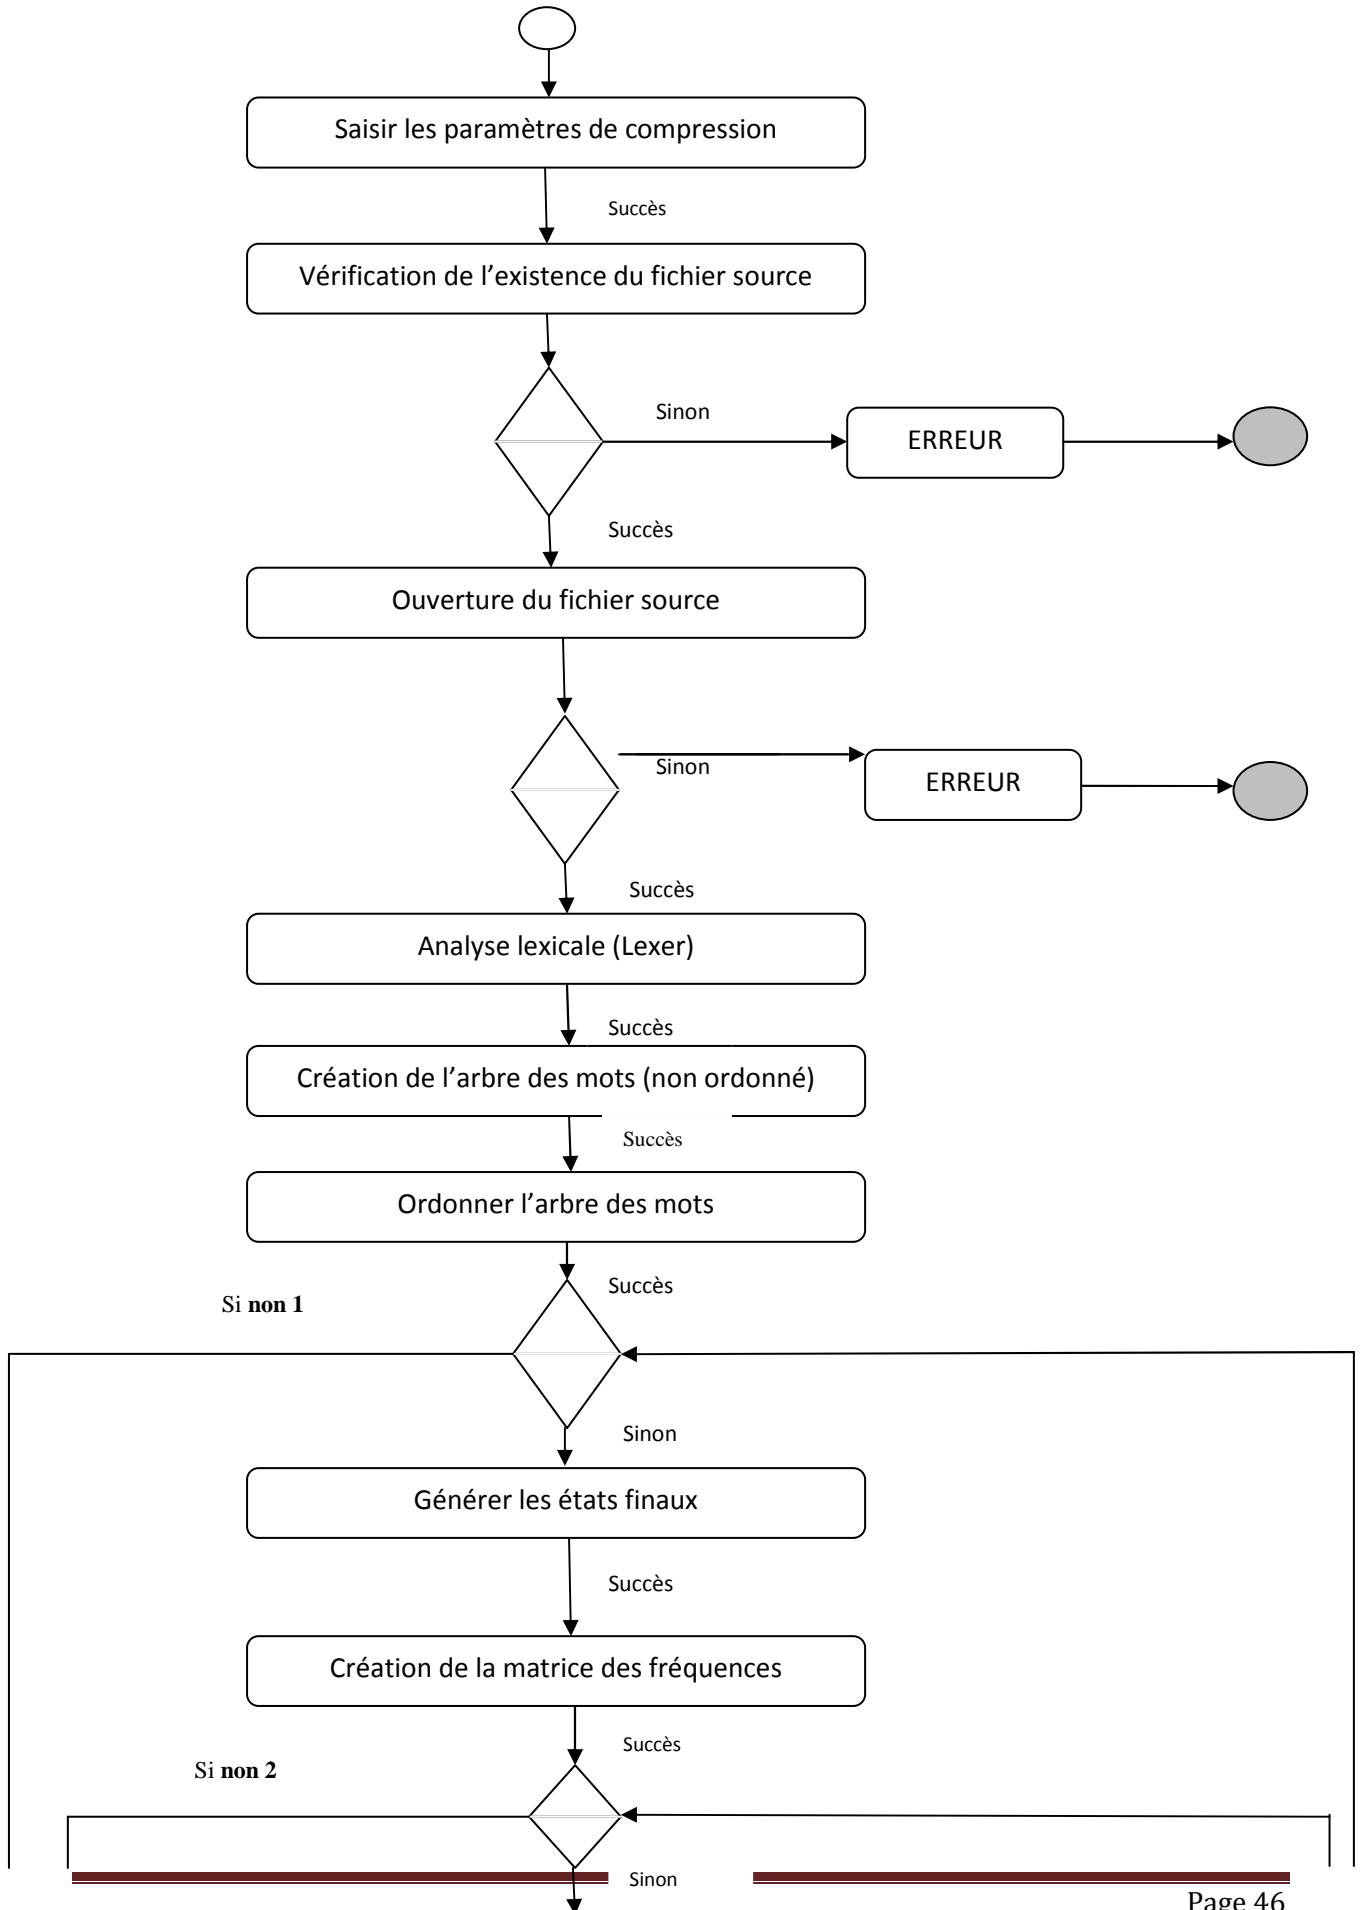 Saisir les paramètres de compression
Succès
Vérification de l’existence du fichier source
Sinon
ERREUR
Succès
Ouverture du fichier source
Sinon
ERREUR
Succès
Analyse lexicale (Lexer)
Succès
Création de l’arbre des mots (non ordonné)
Succès
Ordonner l’arbre des mots
Succès
Si non 1
Sinon
Générer les états finaux
Succès
Création de la matrice des fréquences
Succès
Si non 2
Sinon
Page 46